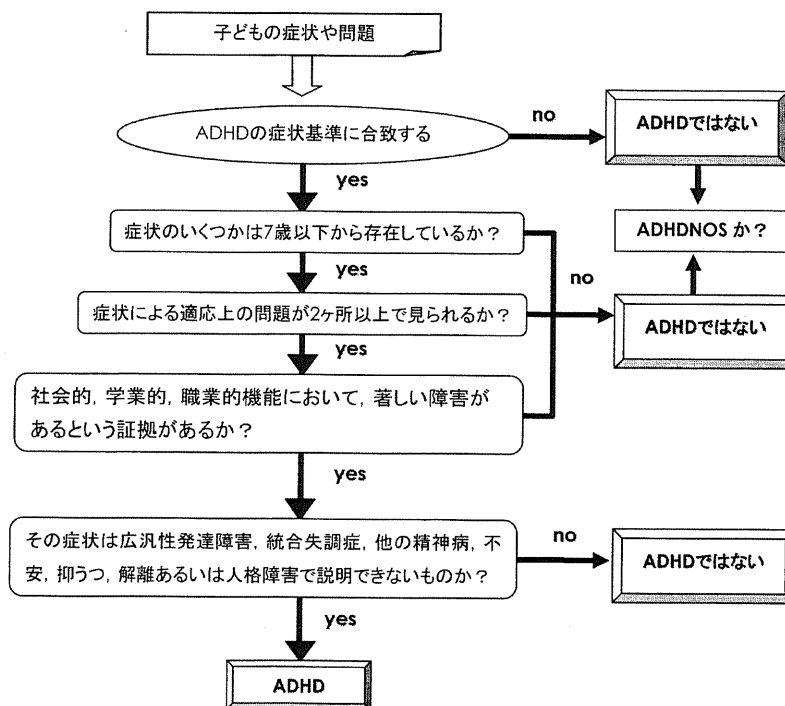 子どもの症状や問題
ADHDの症状基準に合致する
no
ADHDではない
yes
症状のいくつかは7歳以下から存在しているか？
ADHDNOS か？
yes
no
症状による適応上の問題が2ヶ所以上で見られるか？
ADHDではない
yes
社会的, 学業的, 職業的機能において, 著しい障害が
あるという証拠があるか？
yes
その症状は広汎性発達障害, 統合失調症, 他の精神病, 不
安, 抑うつ, 解離あるいは人格障害で説明できないものか？
no
ADHDではない
yes
ADHD